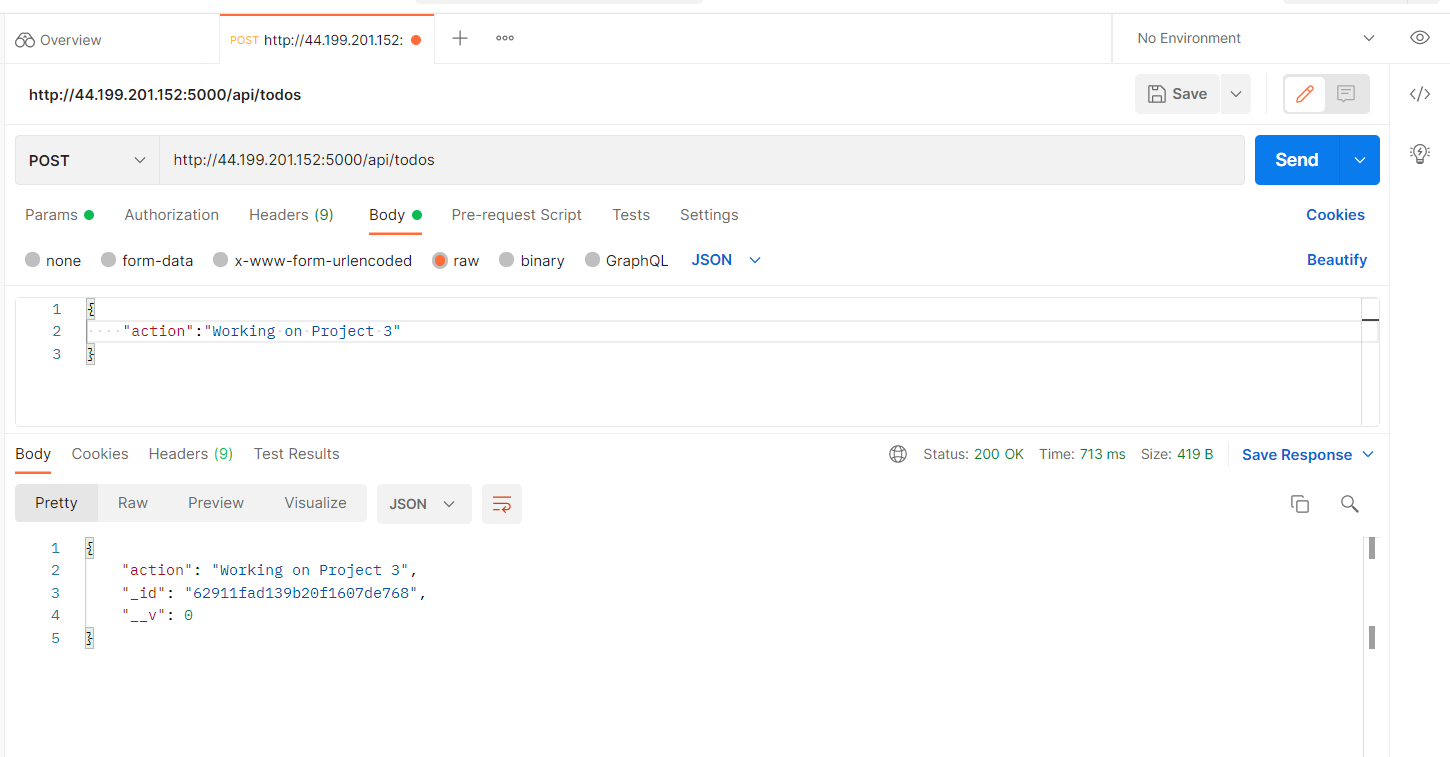 Overview
POST http://44.199.201.152:
No Environment
http://44.199.201.152:5000/api/todos
Save
POST
http://44.199.201.152:5000/api/todos
Send
Params Authorization Headers (9) Body Pre-request Script Tests Settings Cookies
none form-data x-www-form-urlencoded raw binary GraphQL JSON Beautify
1 {
2 ····"action":"Working·on·Project·3"
3 }
Body Cookies Headers (9) Test Results Status: 200 OK Time: 713 ms Size: 419 B Save Response
Pretty Raw Preview Visualize JSON
1 {
2 "action": "Working on Project 3",
3 "_id": "62911fad139b20f1607de768",
4 "__v": 0
5 }